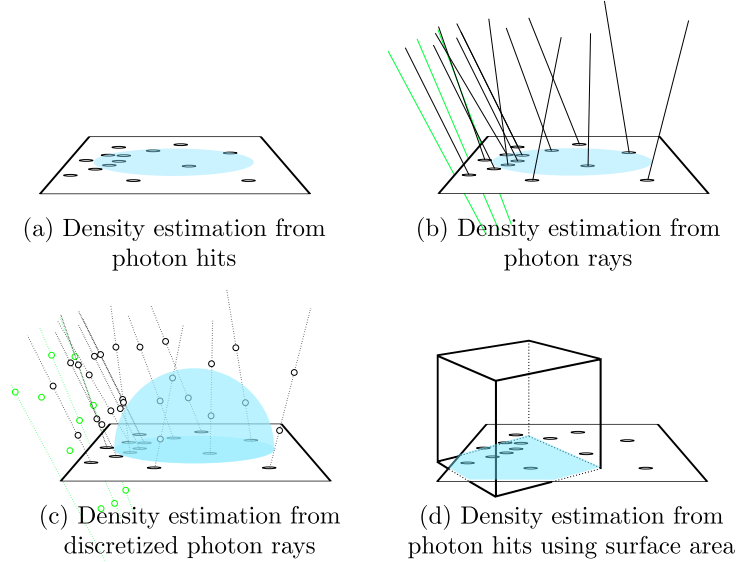 (a) Density estimation from
photon hits
(b) Density estimation from
photon rays
(c) Density estimation from
discretized photon rays
(d) Density estimation from
photon hits using surface area